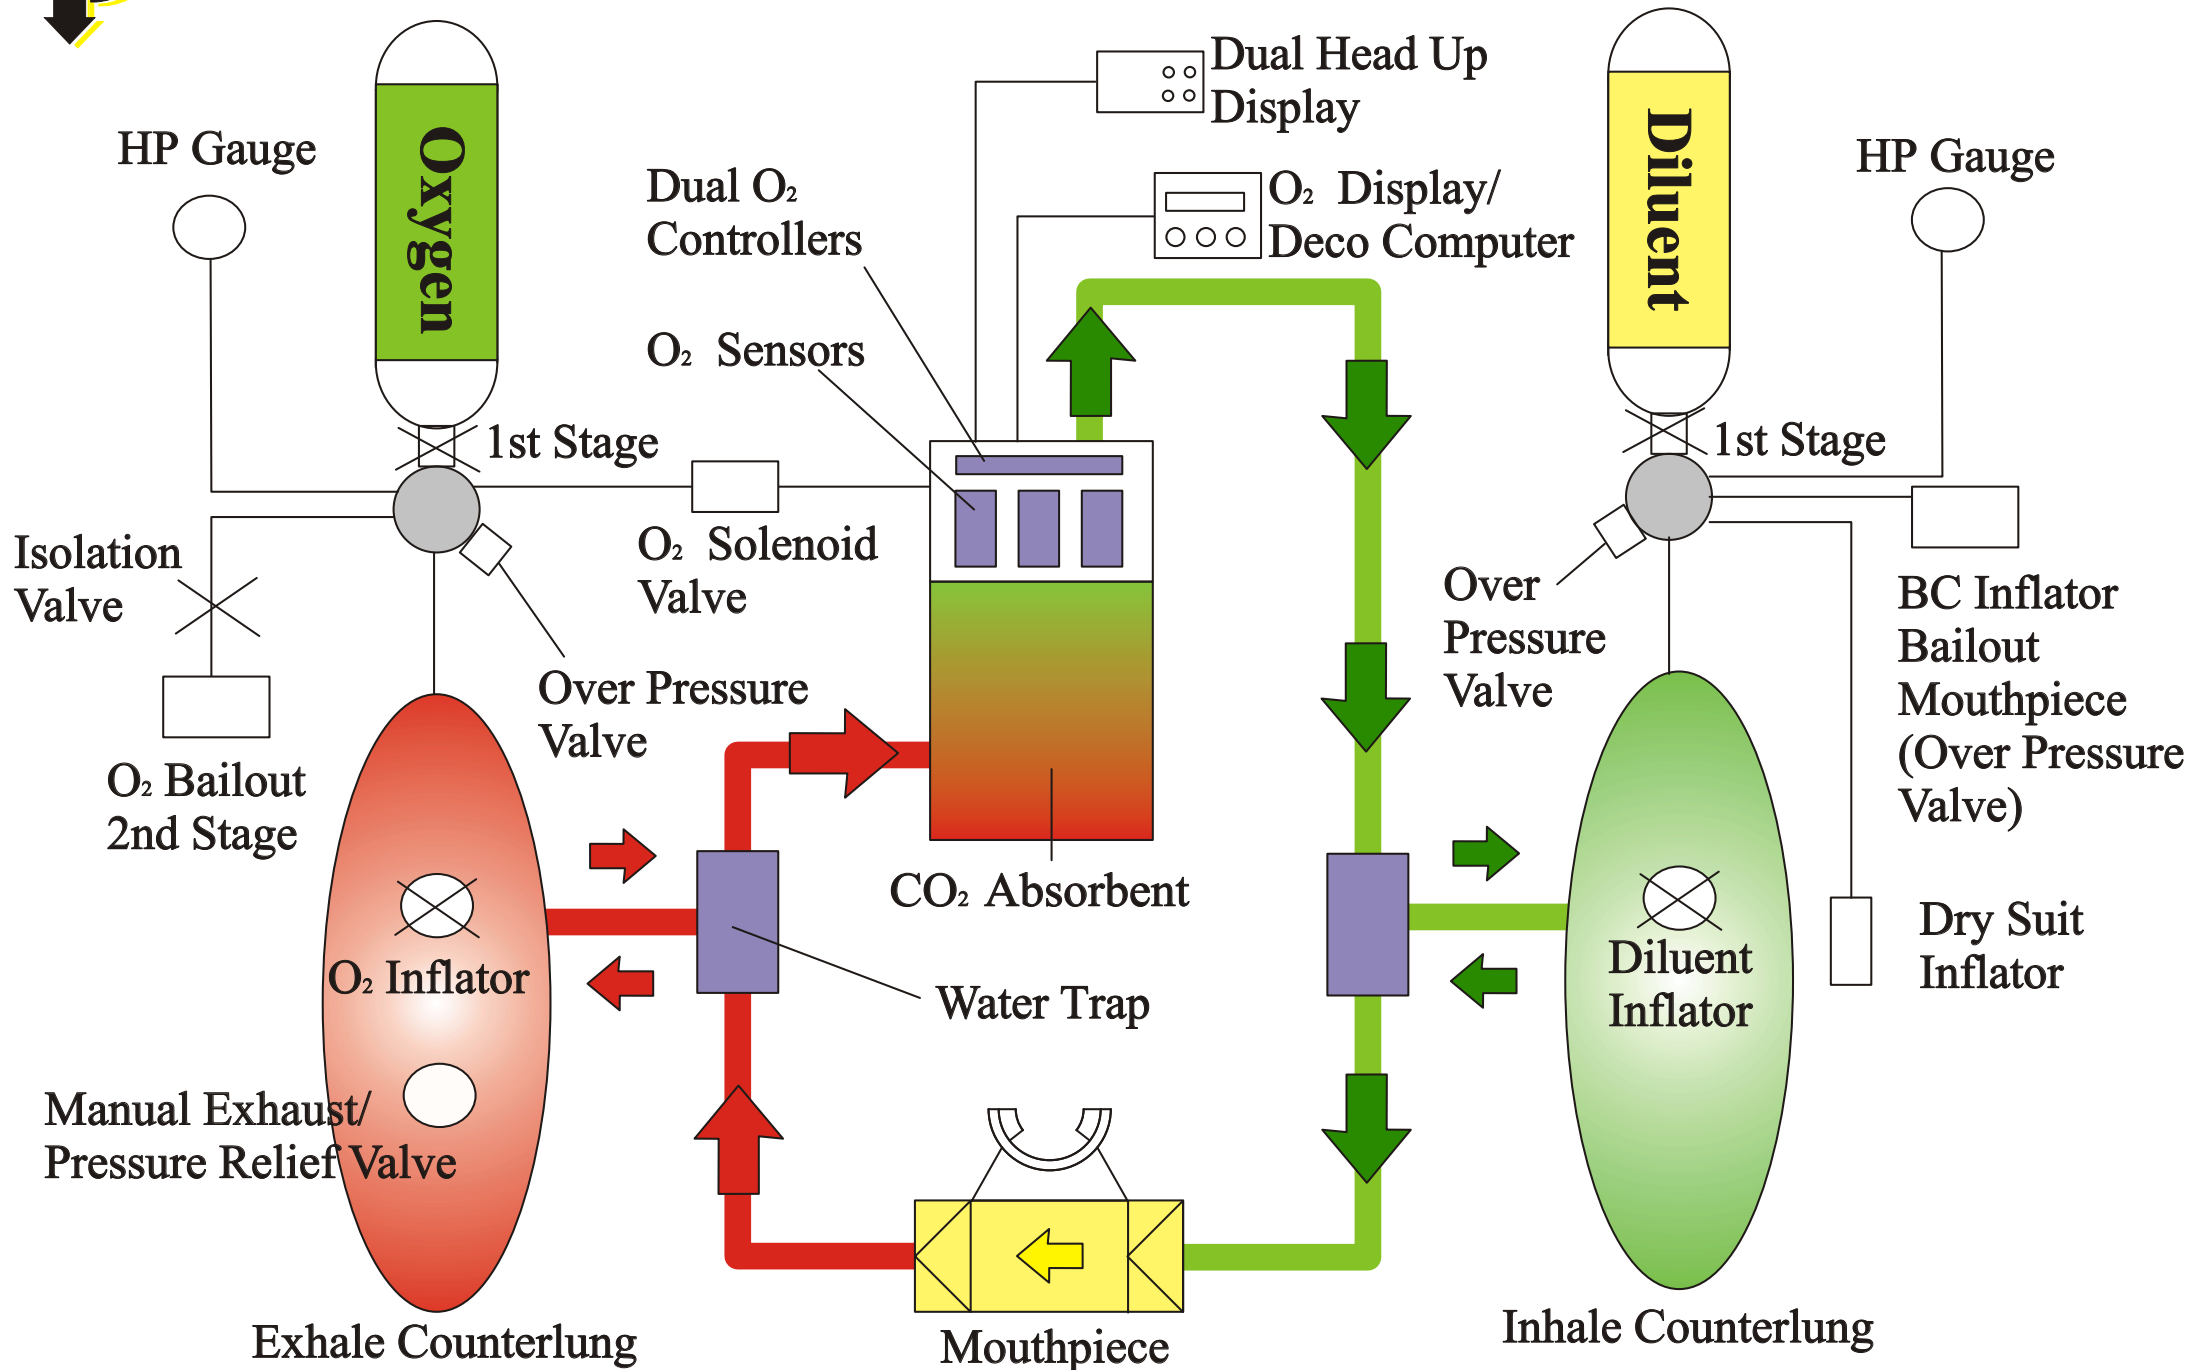 Dual Head Up
Display
Oxygen
Diluent
HP Gauge
HP Gauge
Dual O₂
Controllers
O₂ Display/
Deco Computer
O₂ Sensors
1st Stage
1st Stage
Isolation
Valve
O₂ Solenoid
Valve
Over
Pressure
Valve
BC Inflator
Bailout
Mouthpiece
(Over Pressure
Valve)
Over Pressure
Valve
O₂ Bailout
2nd Stage
CO₂ Absorbent
Dry Suit
Inflator
O₂ Inflator
Diluent
Inflator
Water Trap
Manual Exhaust/
Pressure Relief Valve
Exhale Counterlung
Mouthpiece
Inhale Counterlung